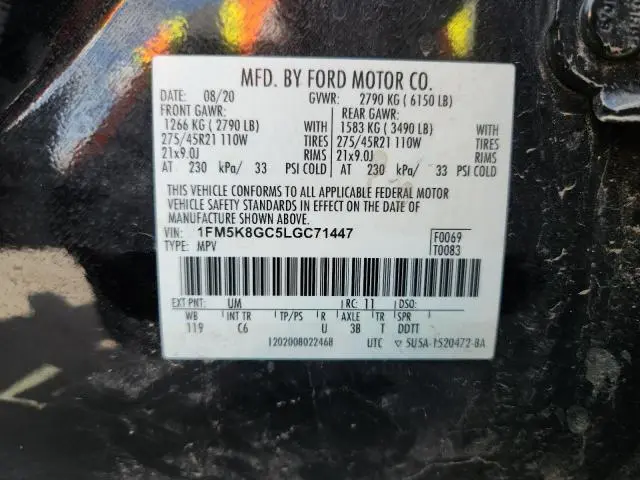 MFD. BY FORD MOTOR CO.
DATE: 08/20 GVWR: 2790 KG ( 6150 LB)
FRONT GAWR: REAR GAWR:
1266 KG ( 2790 LB) WITH 1583 KG ( 3490 LB) WITH
275/45R21 110W TIRES 275/45R21 110W TIRES
21x9.0J RIMS 21x9.0J RIMS
AT 230 kPa/ 33 PSI COLD AT 230 kPa/ 33 PSI COLD
THIS VEHICLE CONFORMS TO ALL APPLICABLE FEDERAL MOTOR
VEHICLE SAFETY STANDARDS IN EFFECT ON THE DATE OF
MANUFACTURE SHOWN ABOVE.
VIN: 1FM5K8GC5LGC71447 F0069
TYPE: MPV T0083
EXT PNT: UM RC: 11 DSO:
WB INT TR TP/PS R AXLE TR SPR
119 C6 U 3B T DDTT
1202008022468 UTC ▽ 5USA-1520472-BA